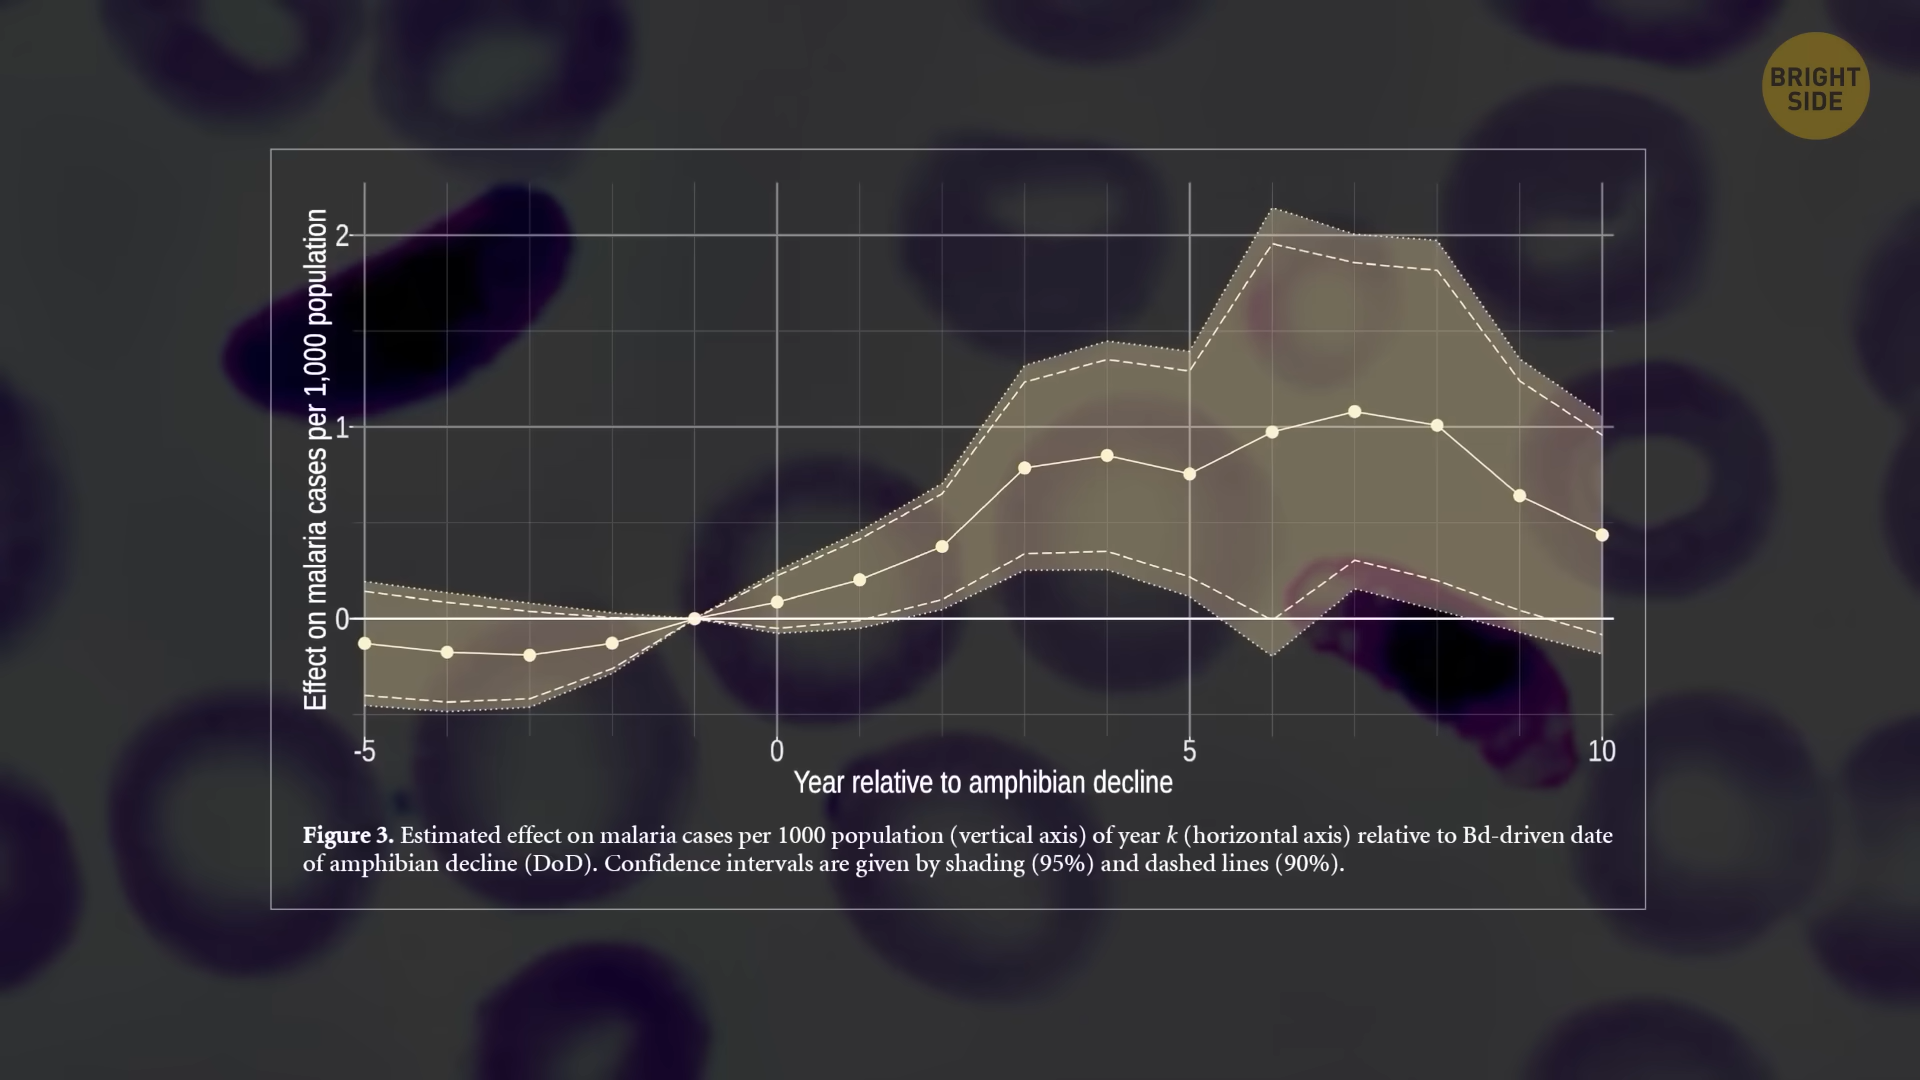 BRIGHT
SIDE
Effect on malaria cases per 1,000 population
2
1
0
-5
0
5
10
Year relative to amphibian decline
Figure 3. Estimated effect on malaria cases per 1000 population (vertical axis) of year k (horizontal axis) relative to Bd-driven date
of amphibian decline (DoD). Confidence intervals are given by shading (95%) and dashed lines (90%).